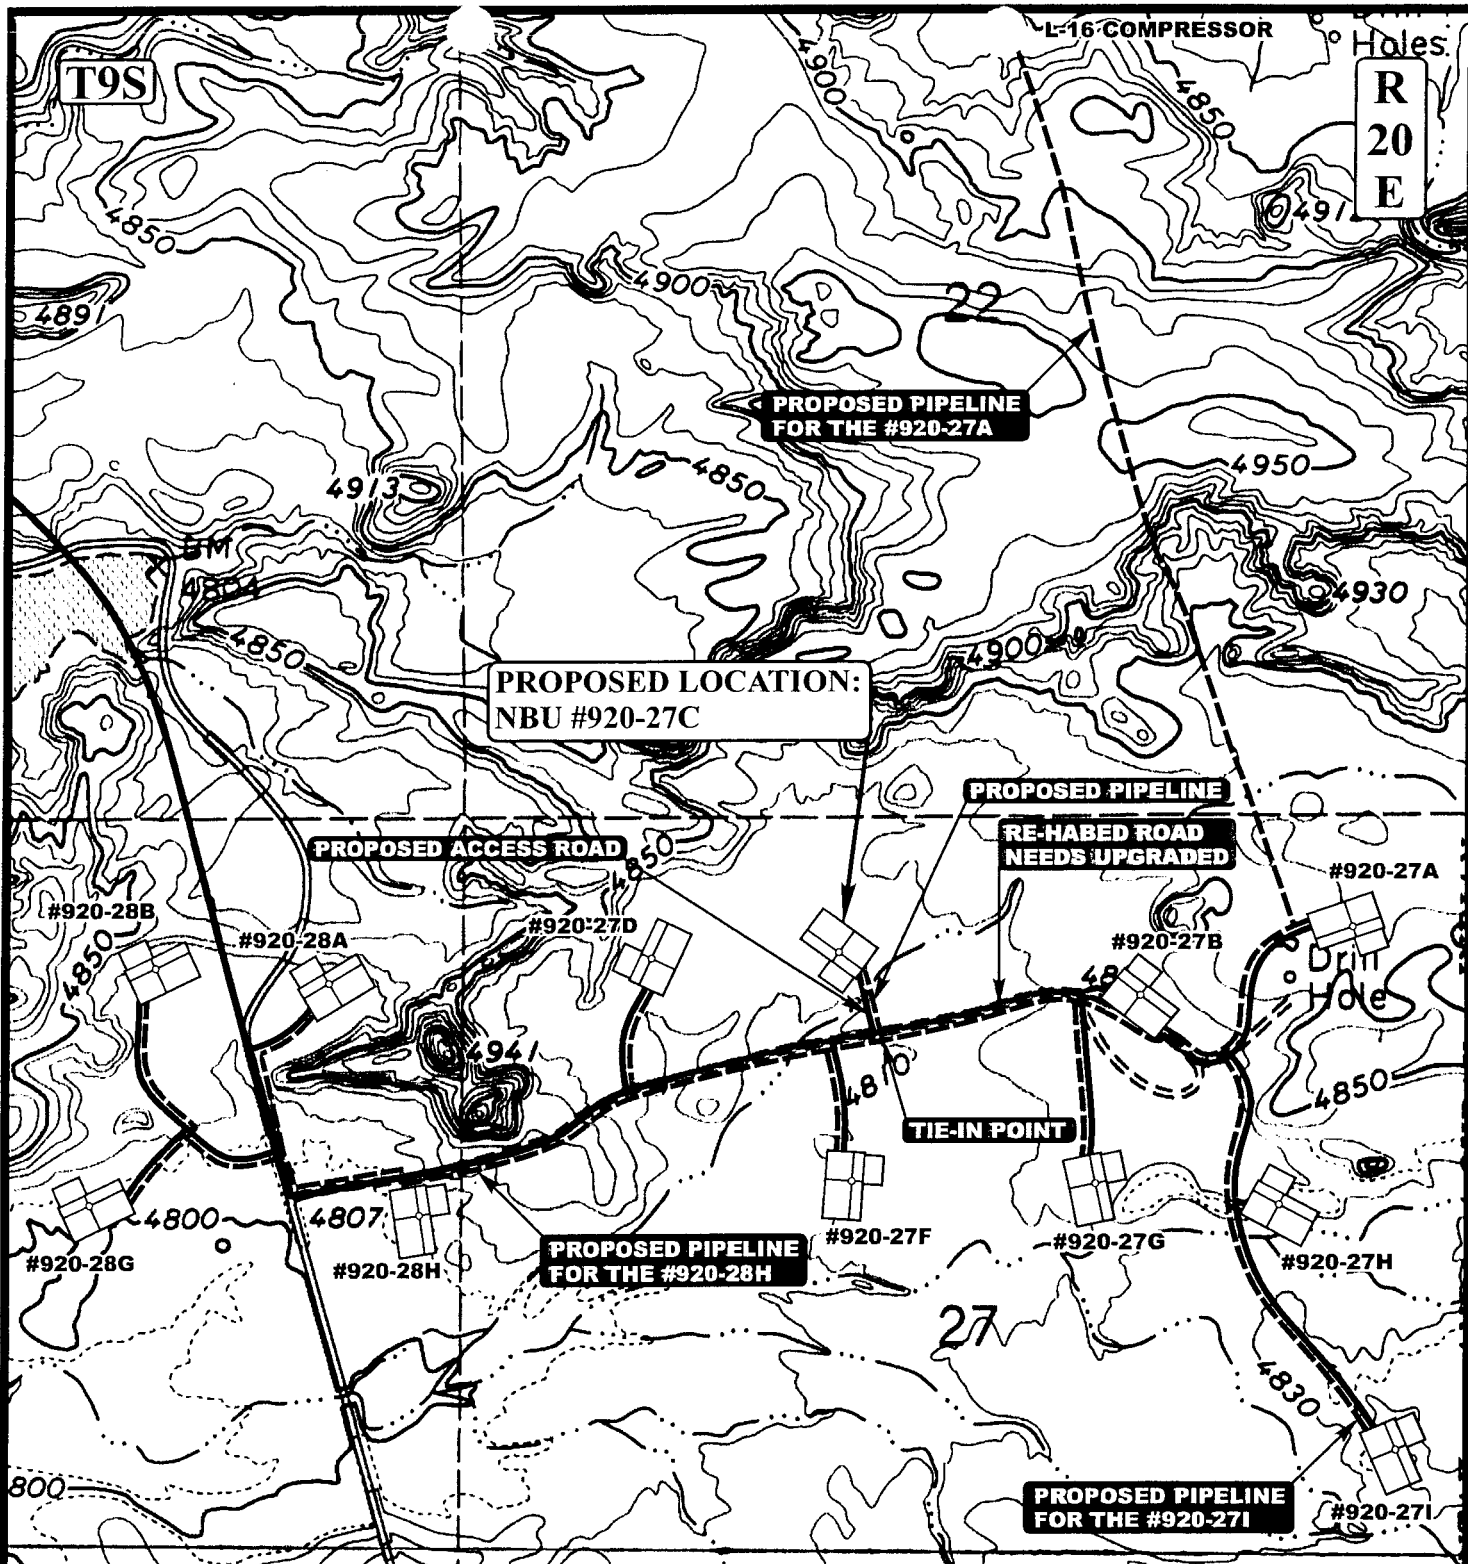 L-16 COMPRESSOR
Holes
T9S
R
20
E
4900
4850
4850
4891
4900
22
PROPOSED PIPELINE
FOR THE #920-27A
4913
4850
4950
BM
4804
4930
4850
4900
PROPOSED LOCATION:
NBU #920-27C
PROPOSED PIPELINE
PROPOSED ACCESS ROAD
4850
RE-HABED ROAD
NEEDS UPGRADED
#920-27A
#920-28B
#920-28A
#920-27D
#920-27B
4850
Drill
Hole
4941
4810
4850
TIE-IN POINT
4800
4807
#920-28G
#920-28H
PROPOSED PIPELINE
FOR THE #920-28H
#920-27F
#920-27G
#920-27H
27
4830
800
PROPOSED PIPELINE
FOR THE #920-27I
#920-27I